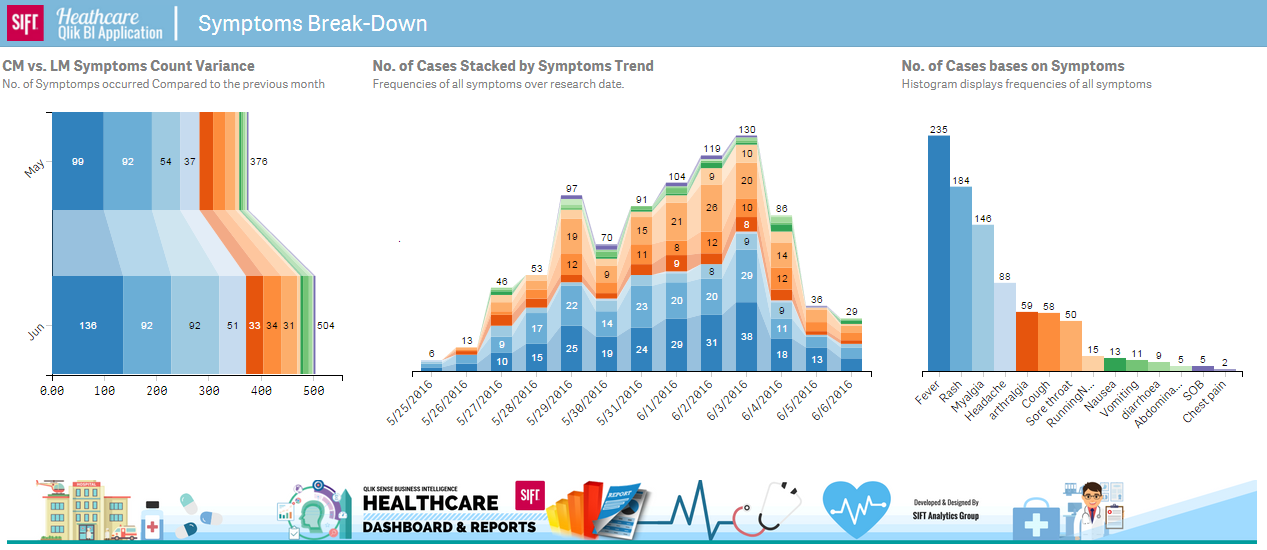 SIFT
Heathcare
Qlik BI Application
Symptoms Break-Down
CM vs. LM Symptoms Count Variance
No. of Symptomps occurred Compared to the previous month
May
99 92 54 37 376
Jun
136 92 92 51 33 34 31 504
0.00 100 200 300 400 500
No. of Cases Stacked by Symptoms Trend
Frequencies of all symptoms over research date.
6 13 46 53 97 70 91 104 119 130 86 36 29
10 9
15 17
25 22 12 19
19 14 9
24 23 11 15
29 20 9 8 21
31 20 8 12 26 9
38 29 9 8 10 20 10
18 11 9 12 14
13
5/25/2016 5/26/2016 5/27/2016 5/28/2016 5/29/2016 5/30/2016 5/31/2016 6/1/2016 6/2/2016 6/3/2016 6/4/2016 6/5/2016 6/6/2016
No. of Cases bases on Symptoms
Histogram displays frequencies of all symptoms
235 184 146 88 59 58 50 15 13 11 9 5 5 2
Fever Rash Myalgia Headache arthralgia Cough Sore throat RunningN... Nausea Vomiting diarrhoea Abdomina... SOB Chest pain
HOSPITAL
QLIK SENSE BUSINESS INTELLIGENCE
HEALTHCARE
SIFT
DASHBOARD & REPORTS
REPORT
Developed & Designed By
SIFT Analytics Group